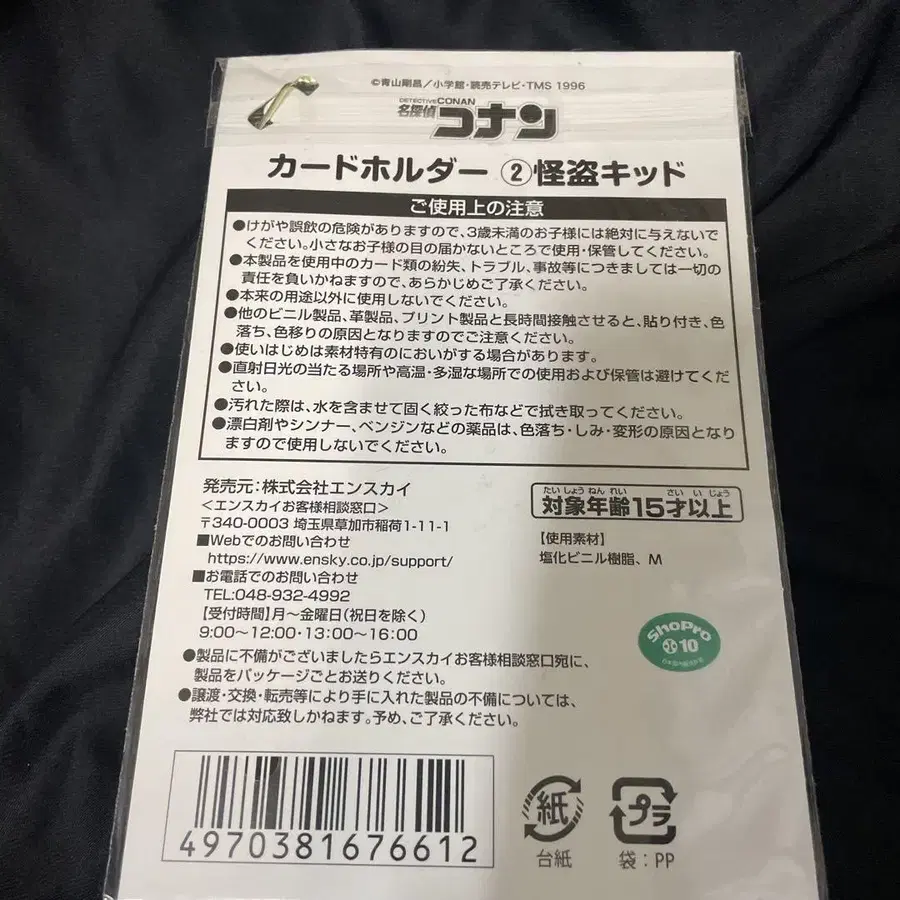 ©青山剛昌／小学館・読売テレビ・TMS 1996
DETECTIVE CONAN
名探偵コナン
カードホルダー ②怪盗キッド
ご使用上の注意
●けがや誤飲の危険がありますので、3歳未満のお子様には絶対に与えないで
ください。小さなお子様の目の届かないところで使用・保管してください。
●本製品を使用中のカード類の紛失、トラブル、事故等につきましては一切の
責任を負いかねますので、あらかじめご了承ください。
●本来の用途以外に使用しないでください。
●他のビニル製品、革製品、プリント製品と長時間接触させると、貼り付き、色
落ち、色移りの原因となりますのでご注意ください。
●使いはじめは素材特有のにおいがする場合があります。
●直射日光の当たる場所や高温・多湿な場所での使用および保管は避けてくだ
さい。
●汚れた際は、水を含ませて固く絞った布などで拭き取ってください。
●漂白剤やシンナー、ベンジンなどの薬品は、色落ち・しみ・変形の原因となり
ますので使用しないでください。
発売元：株式会社エンスカイ
＜エンスカイお客様相談窓口＞
〒340-0003 埼玉県草加市稲荷1-11-1
■Webでのお問い合わせ
https://www.ensky.co.jp/support/
■お電話でのお問い合わせ
TEL:048-932-4992
【受付時間】月～金曜日(祝日を除く)
9:00～12:00・13:00～16:00
たいしょうねんれい さいいじょう
対象年齢15才以上
【使用素材】
塩化ビニル樹脂、M
ShoPro
10
●製品に不備がございましたらエンスカイお客様相談窓口宛に、
製品をパッケージごとお送りください。
●譲渡・交換・転売等により手に入れた製品の不備については、
弊社では対応致しかねます。予め、ご了承ください。
4970381676612
紙
台紙
プラ
袋：PP